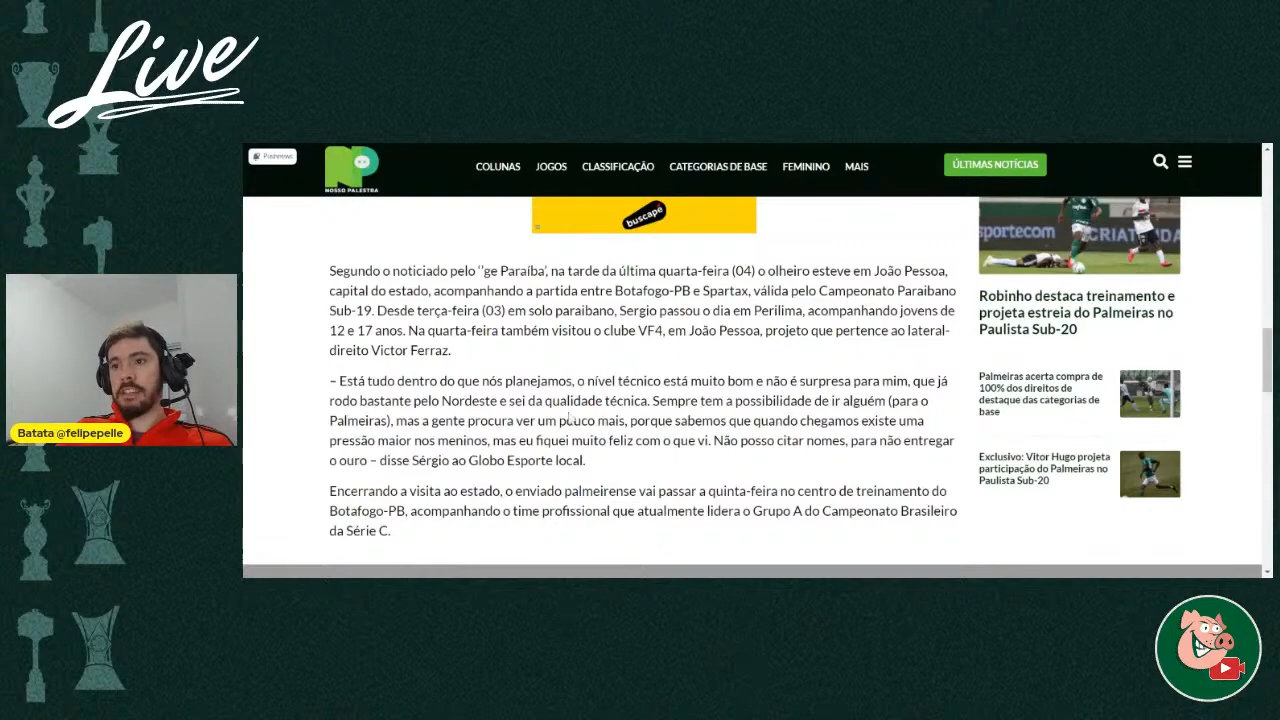 Live
Poshnews
NOSSO PALESTRA
COLUNAS JOGOS CLASSIFICAÇÃO CATEGORIAS DE BASE FEMININO MAIS
ÚLTIMAS NOTÍCIAS
buscapé
Segundo o noticiado pelo ''ge Paraíba', na tarde da última quarta-feira (04) o olheiro esteve em João Pessoa,
capital do estado, acompanhando a partida entre Botafogo-PB e Spartax, válida pelo Campeonato Paraibano
Sub-19. Desde terça-feira (03) em solo paraibano, Sergio passou o dia em Perilima, acompanhando jovens de
12 e 17 anos. Na quarta-feira também visitou o clube VF4, em João Pessoa, projeto que pertence ao lateral-
direito Victor Ferraz.
– Está tudo dentro do que nós planejamos, o nível técnico está muito bom e não é surpresa para mim, que já
rodo bastante pelo Nordeste e sei da qualidade técnica. Sempre tem a possibilidade de ir alguém (para o
Palmeiras), mas a gente procura ver um pouco mais, porque sabemos que quando chegamos existe uma
pressão maior nos meninos, mas eu fiquei muito feliz com o que vi. Não posso citar nomes, para não entregar
o ouro – disse Sérgio ao Globo Esporte local.
Encerrando a visita ao estado, o enviado palmeirense vai passar a quinta-feira no centro de treinamento do
Botafogo-PB, acompanhando o time profissional que atualmente lidera o Grupo A do Campeonato Brasileiro
da Série C.
sportecom
CRIATI
Robinho destaca treinamento e
projeta estreia do Palmeiras no
Paulista Sub-20
Palmeiras acerta compra de
100% dos direitos de
destaque das categorias de
base
Exclusivo: Vitor Hugo projeta
participação do Palmeiras no
Paulista Sub-20
Batata @felipepelle